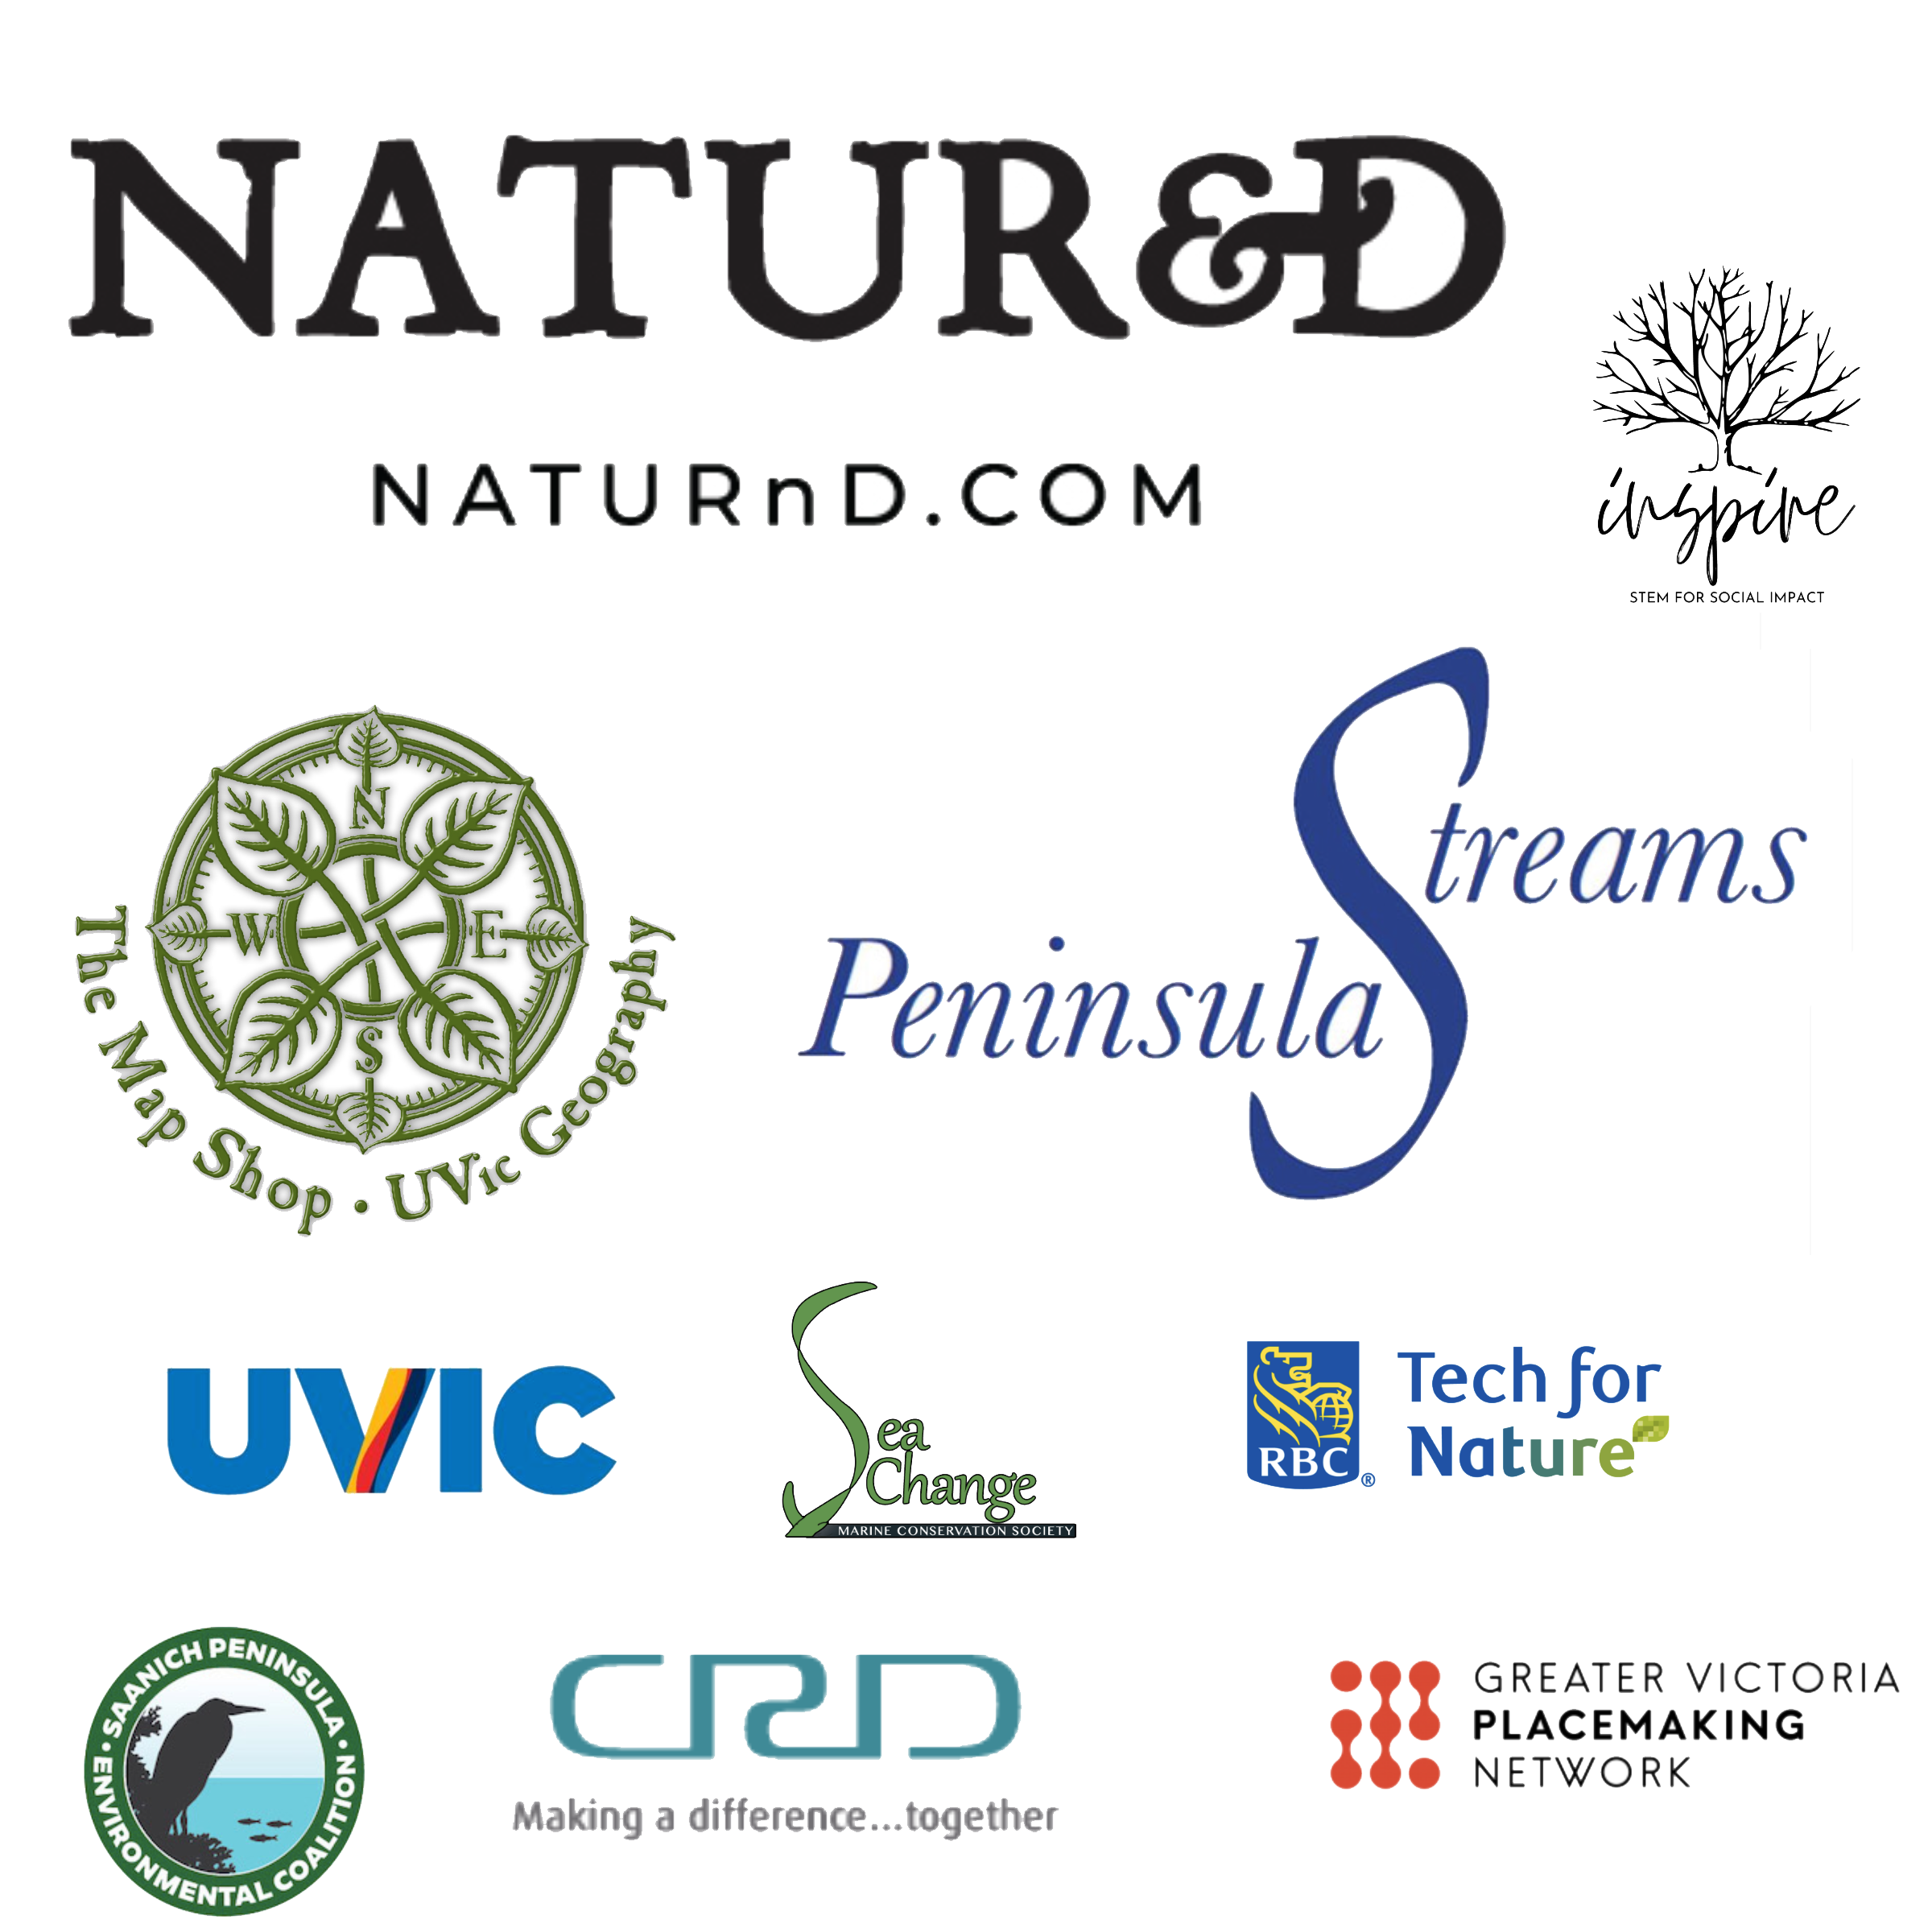 NATUR&D
NATURnD.COM
inspire
STEM FOR SOCIAL IMPACT
N
W E
S
The Map Shop · UVic Geography
Peninsula Streams
UVIC
Sea
Change
MARINE CONSERVATION SOCIETY
RBC ®
Tech for
Nature
SAANICH PENINSULA •
ENVIRONMENTAL COALITION •
CRD
Making a difference...together
GREATER VICTORIA
PLACEMAKING
NETWORK